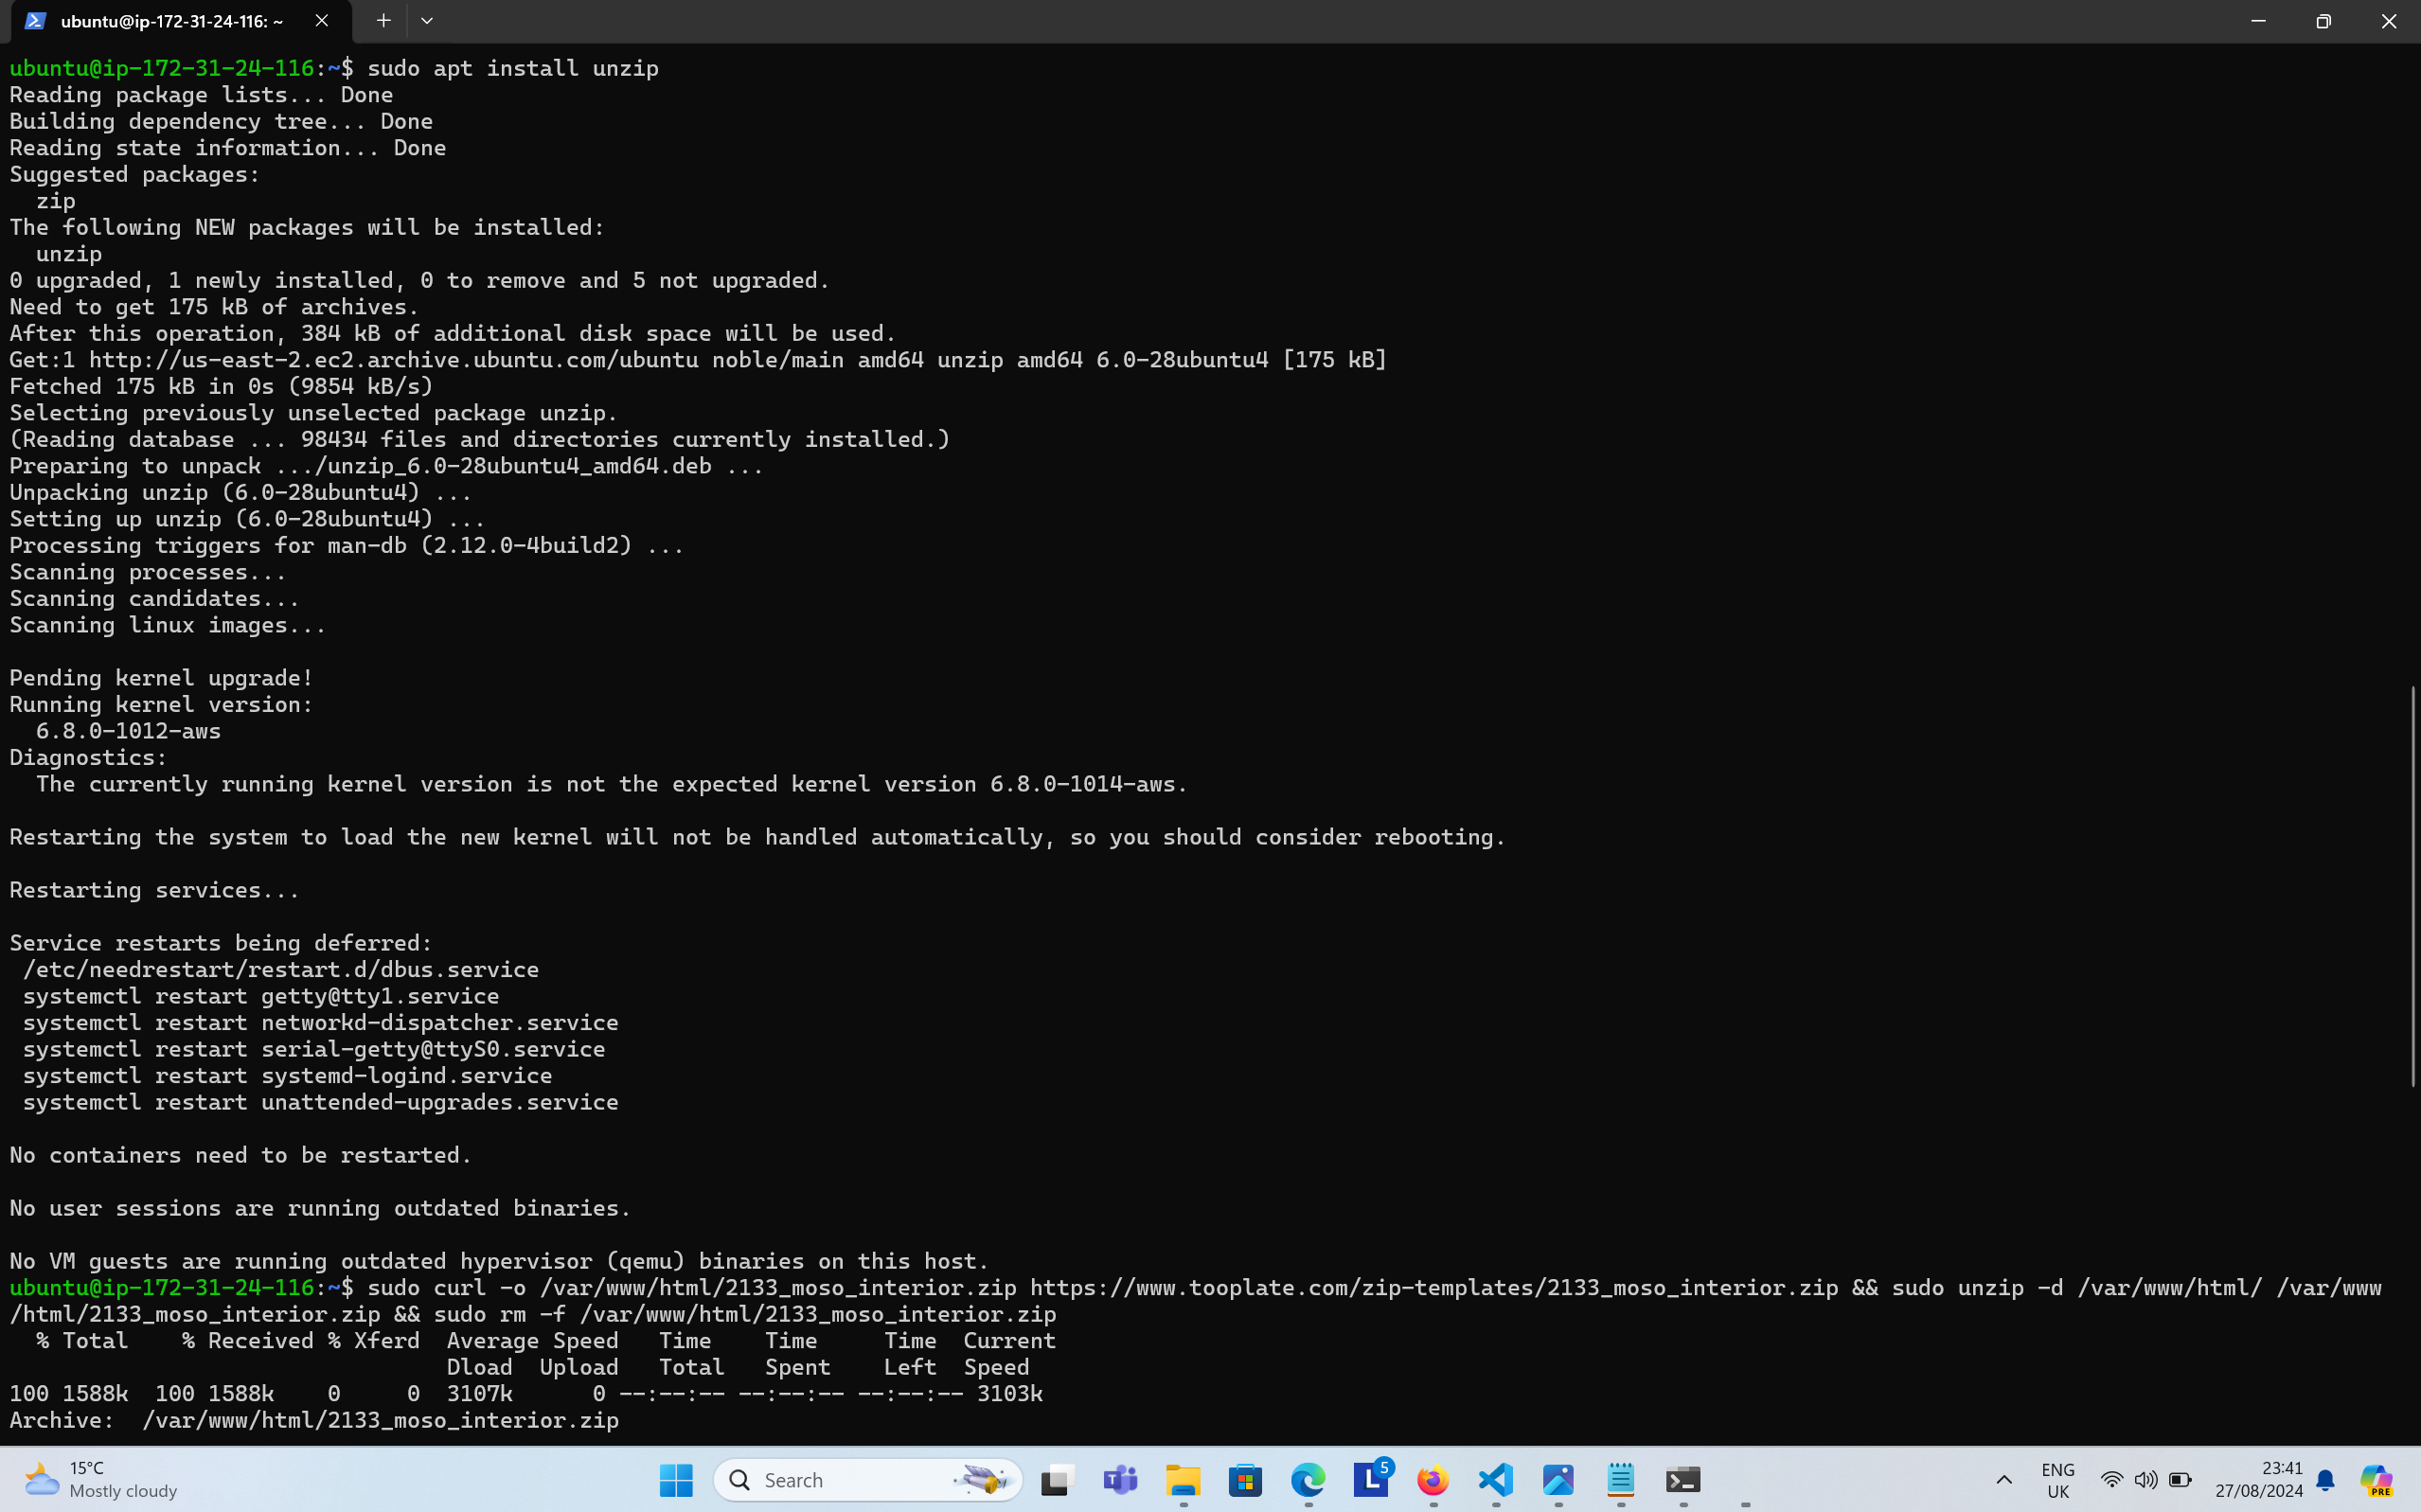 ubuntu@ip-172-31-24-116: ~
ubuntu@ip-172-31-24-116:~$ sudo apt install unzip
Reading package lists... Done
Building dependency tree... Done
Reading state information... Done
Suggested packages:
  zip
The following NEW packages will be installed:
  unzip
0 upgraded, 1 newly installed, 0 to remove and 5 not upgraded.
Need to get 175 kB of archives.
After this operation, 384 kB of additional disk space will be used.
Get:1 http://us-east-2.ec2.archive.ubuntu.com/ubuntu noble/main amd64 unzip amd64 6.0-28ubuntu4 [175 kB]
Fetched 175 kB in 0s (9854 kB/s)
Selecting previously unselected package unzip.
(Reading database ... 98434 files and directories currently installed.)
Preparing to unpack .../unzip_6.0-28ubuntu4_amd64.deb ...
Unpacking unzip (6.0-28ubuntu4) ...
Setting up unzip (6.0-28ubuntu4) ...
Processing triggers for man-db (2.12.0-4build2) ...
Scanning processes...
Scanning candidates...
Scanning linux images...
Pending kernel upgrade!
Running kernel version:
  6.8.0-1012-aws
Diagnostics:
  The currently running kernel version is not the expected kernel version 6.8.0-1014-aws.
Restarting the system to load the new kernel will not be handled automatically, so you should consider rebooting.
Restarting services...
Service restarts being deferred:
 /etc/needrestart/restart.d/dbus.service
 systemctl restart getty@tty1.service
 systemctl restart networkd-dispatcher.service
 systemctl restart serial-getty@ttyS0.service
 systemctl restart systemd-logind.service
 systemctl restart unattended-upgrades.service
No containers need to be restarted.
No user sessions are running outdated binaries.
No VM guests are running outdated hypervisor (qemu) binaries on this host.
ubuntu@ip-172-31-24-116:~$ sudo curl -o /var/www/html/2133_moso_interior.zip https://www.tooplate.com/zip-templates/2133_moso_interior.zip && sudo unzip -d /var/www/html/ /var/www
/html/2133_moso_interior.zip && sudo rm -f /var/www/html/2133_moso_interior.zip
  % Total    % Received % Xferd  Average Speed   Time    Time     Time  Current
                                 Dload  Upload   Total   Spent    Left  Speed
100 1588k  100 1588k    0     0  3107k      0 --:--:-- --:--:-- --:--:-- 3103k
Archive:  /var/www/html/2133_moso_interior.zip
15°C
Mostly cloudy
Search
5
ENG
UK
23:41
27/08/2024
PRE